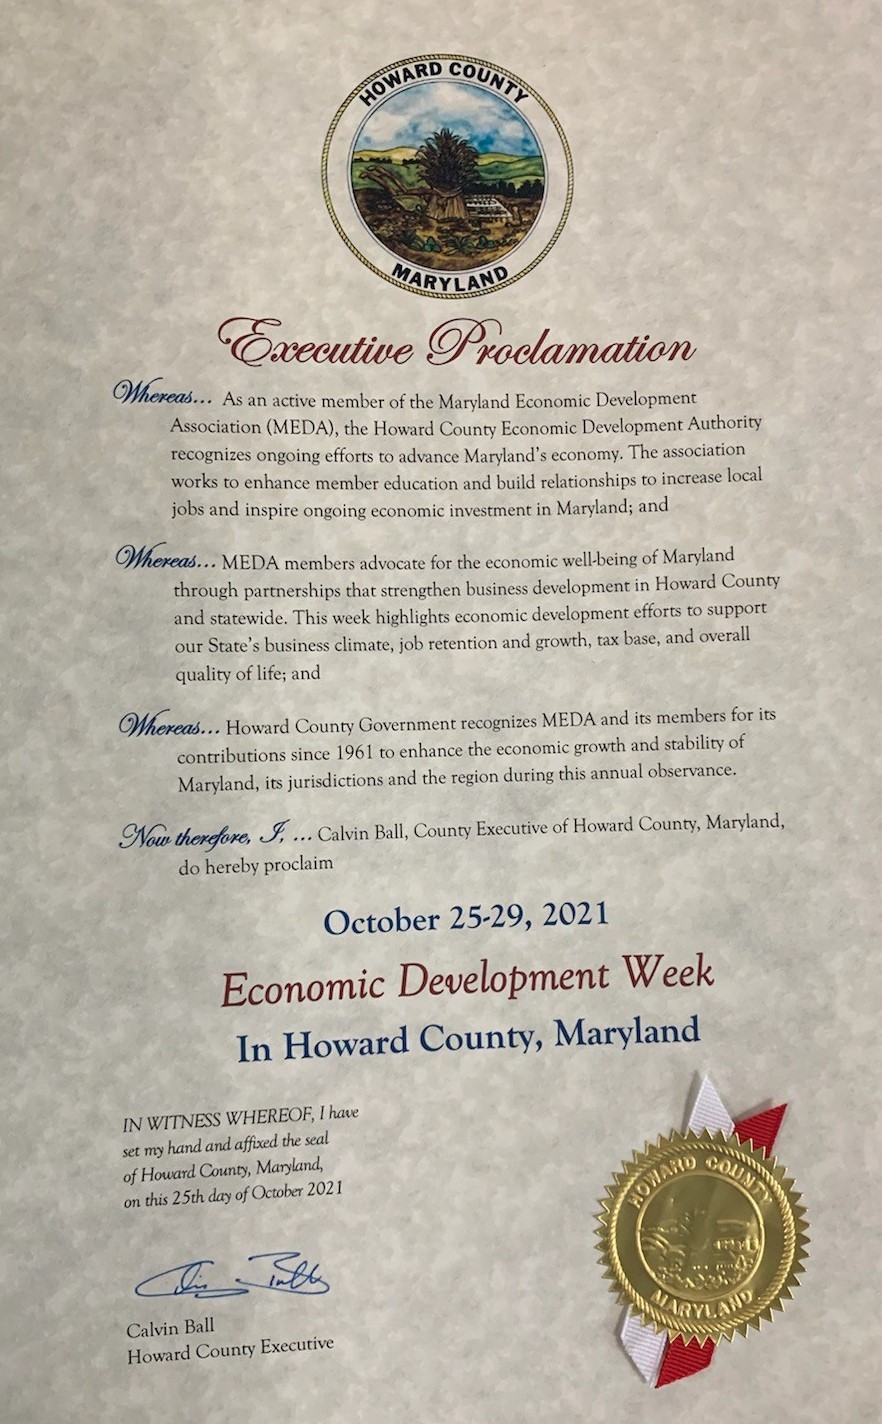 HOWARD COUNTY
MARYLAND
Executive Proclamation
Whereas... As an active member of the Maryland Economic Development
Association (MEDA), the Howard County Economic Development Authority
recognizes ongoing efforts to advance Maryland's economy. The association
works to enhance member education and build relationships to increase local
jobs and inspire ongoing economic investment in Maryland; and
Whereas... MEDA members advocate for the economic well-being of Maryland
through partnerships that strengthen business development in Howard County
and statewide. This week highlights economic development efforts to support
our State's business climate, job retention and growth, tax base, and overall
quality of life; and
Whereas... Howard County Government recognizes MEDA and its members for its
contributions since 1961 to enhance the economic growth and stability of
Maryland, its jurisdictions and the region during this annual observance.
Now therefore, I, ... Calvin Ball, County Executive of Howard County, Maryland,
do hereby proclaim
October 25-29, 2021
Economic Development Week
In Howard County, Maryland
IN WITNESS WHEREOF, I have
set my hand and affixed the seal
of Howard County, Maryland,
on this 25th day of October 2021
Calvin Ball
Howard County Executive
HOWARD COUNTY
MARYLAND